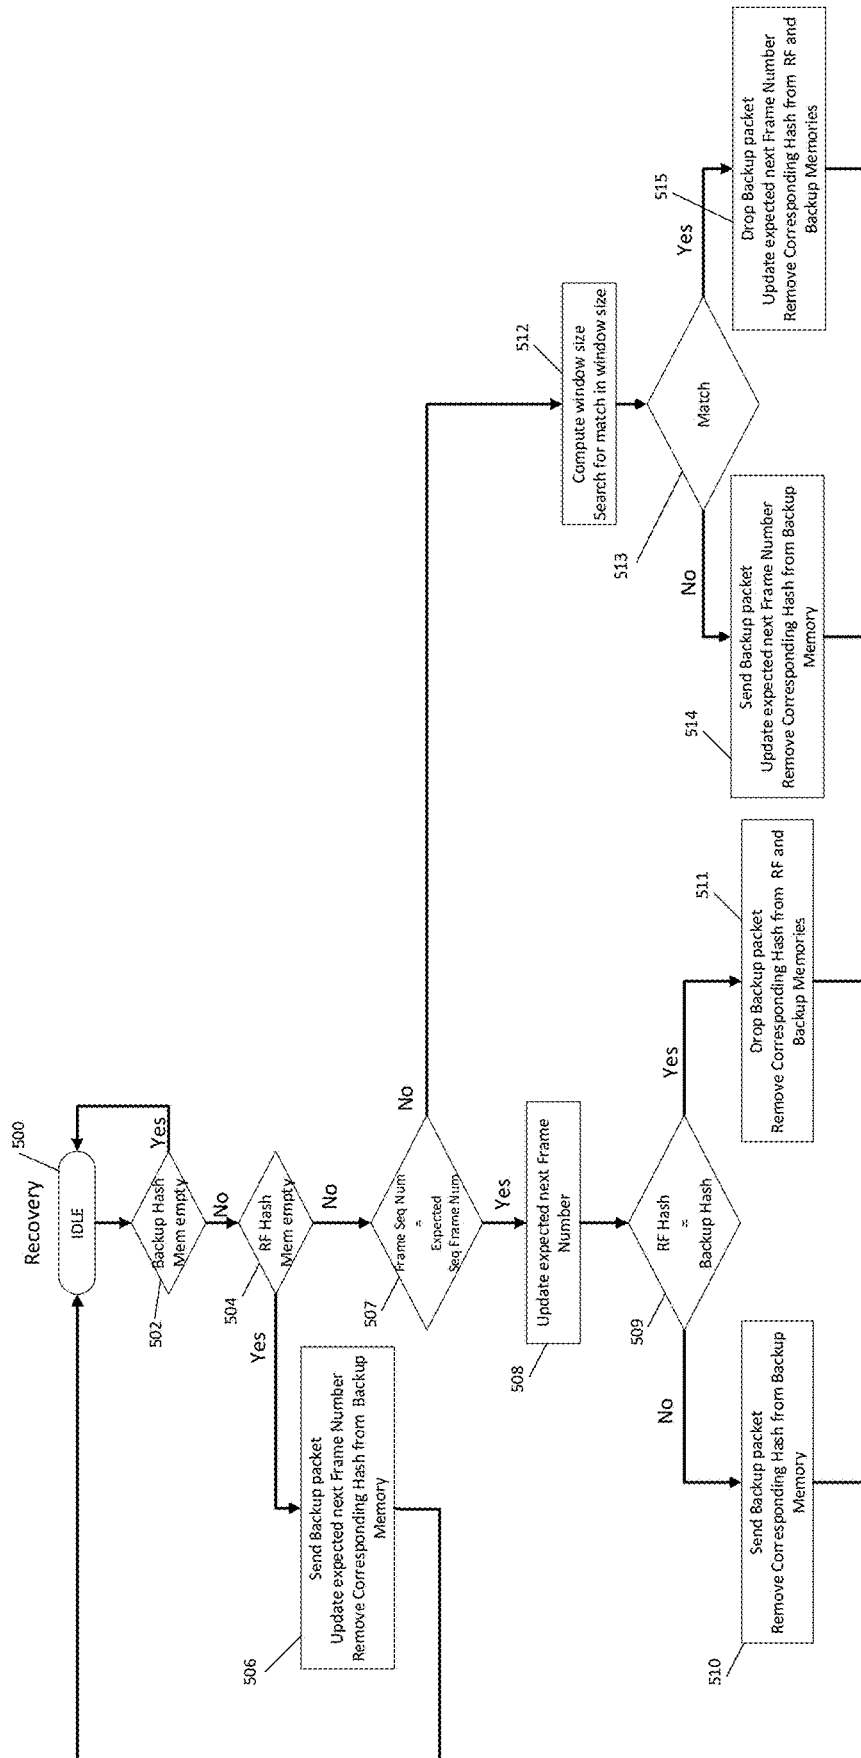 Recovery
500
IDLE
Backup Hash
Mem empty
Yes
502
No
RF Hash
Mem empty
504
Yes
No
Send Backup packet
Update expected next Frame Number
Remove Corresponding Hash from Backup
Memory
506
Frame Seq Num
=
Expected
Seq Frame Num
507
No
Yes
Update expected next Frame
Number
508
RF Hash
=
Backup Hash
509
No
Yes
Send Backup packet
Remove Corresponding Hash from Backup
Memory
510
Drop Backup packet
Remove Corresponding Hash from RF and
Backup Memories
511
Compute window size
Search for match in window size
512
Match
513
No
Yes
Send Backup packet
Update expected next Frame Number
Remove Corresponding Hash from Backup
Memory
514
Drop Backup packet
Update expected next Frame Number
Remove Corresponding Hash from RF and
Backup Memories
515